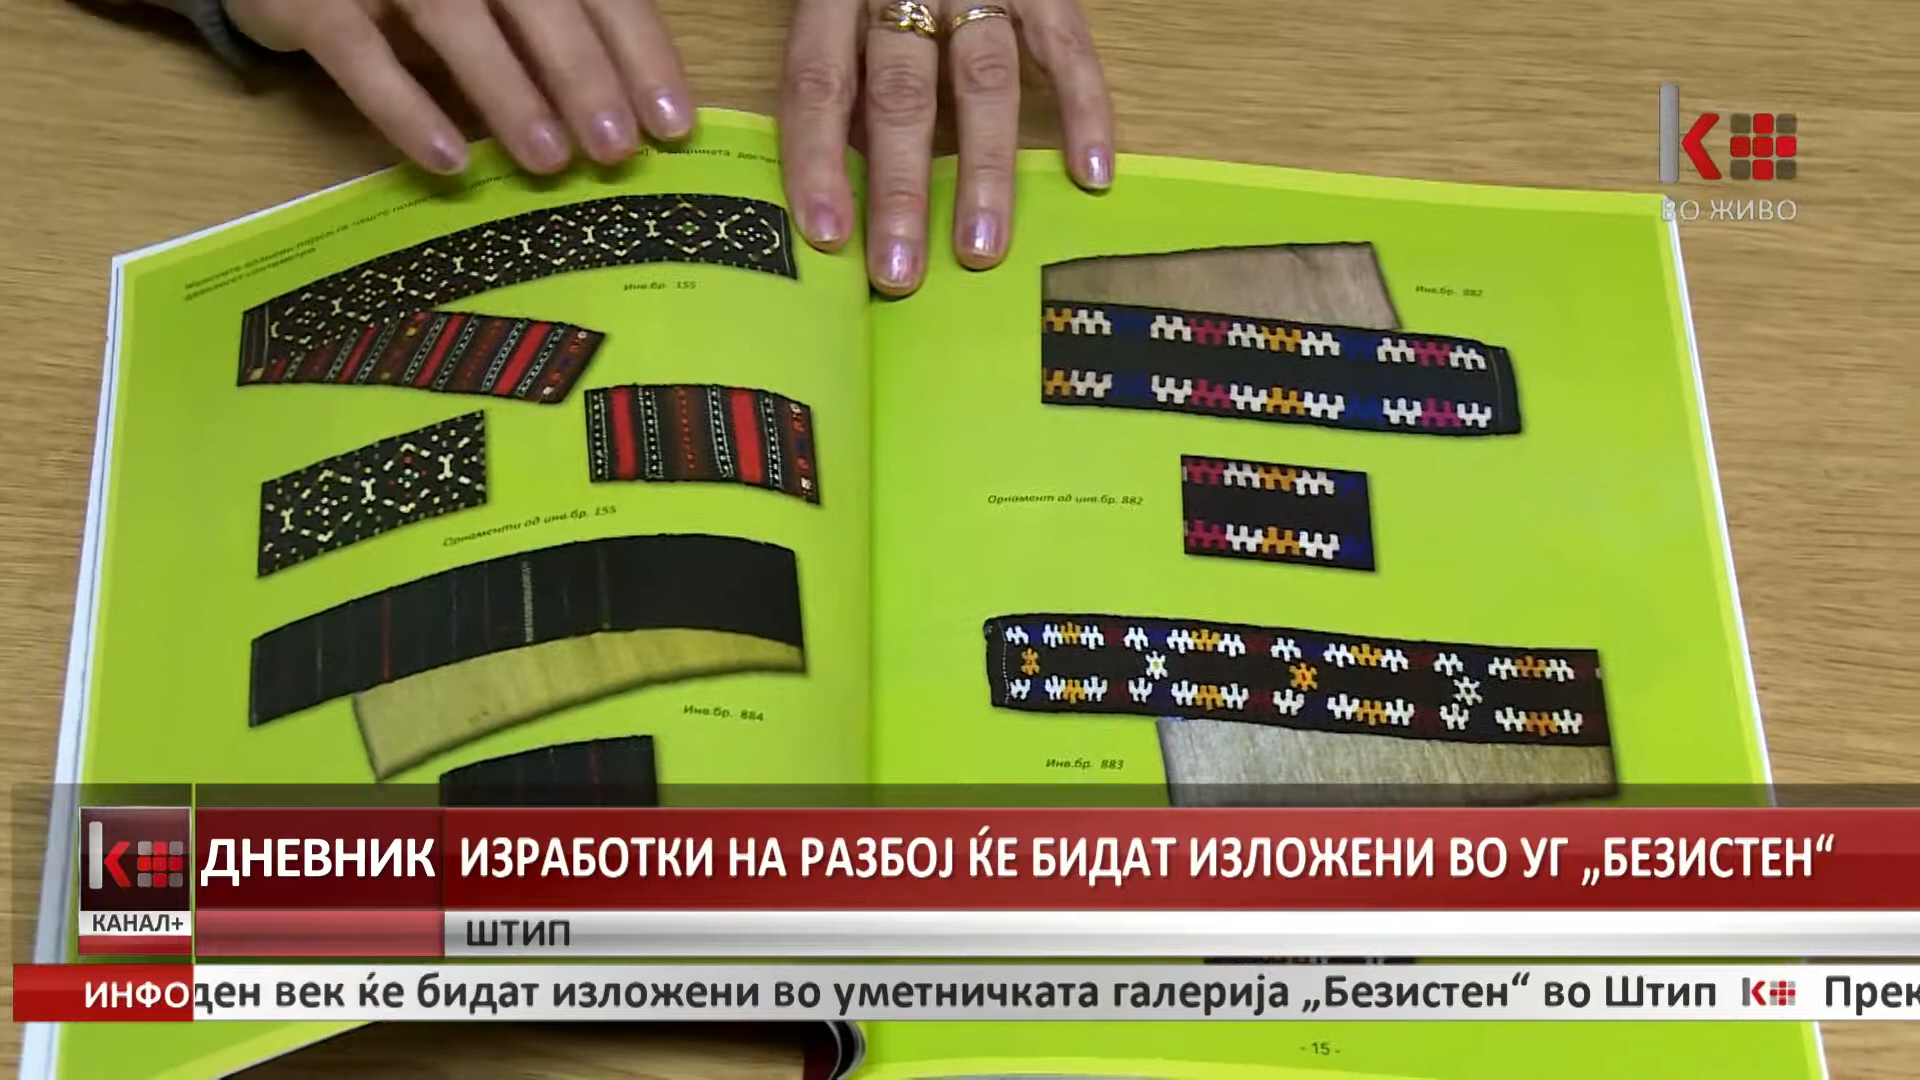 ВО ЖИВО
Инв.бр. 155
Орнаменти од инв.бр. 155
Инв.бр. 884
Инв.бр. 882
Орнамент од инв.бр. 882
Инв.бр. 883
КАНАЛ+
ДНЕВНИК
ИЗРАБОТКИ НА РАЗБОЈ ЌЕ БИДАТ ИЗЛОЖЕНИ ВО УГ „БЕЗИСТЕН“
ШТИП
ИНФО
ден век ќе бидат изложени во уметничката галерија „Безистен“ во Штип
Прек
- 15 -